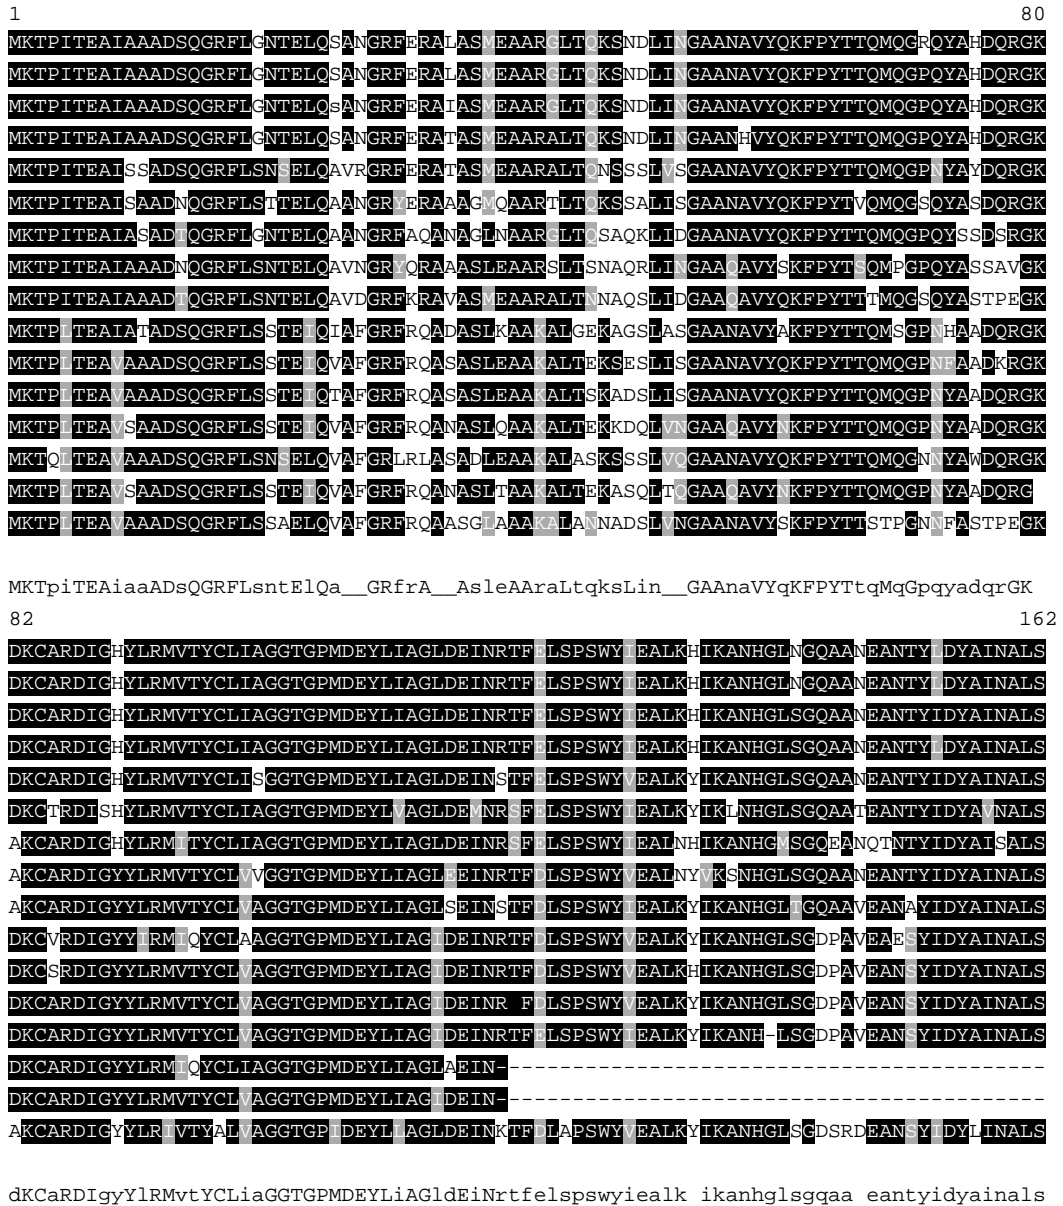 1 80
MKTPITEAIAAADSQGRFLGNTELQSANGRFERALASMEAARGLTQKSNDLINGAANAVYQKFPYTTQMQGRQYAHDQRGK
MKTPITEAIAAADSQGRFLGNTELQSANGRFERALASMEAARGLTQKSNDLINGAANAVYQKFPYTTQMQGPQYAHDQRGK
MKTPITEAIAAADSQGRFLGNTELQsANGRFERAIASMEAARGLTQKSNDLINGAANAVYQKFPYTTQMQGPQYAHDQRGK
MKTPITEAIAAADSQGRFLGNTELQSANGRFERATASMEAARALTQKSNDLINGAANHVYQKFPYTTQMQGPQYAHDQRGK
MKTPITEAISSADSQGRFLSNSELQAVRGRFERATASMEAARALTQNSSSLVSGAANAVYQKFPYTTQMQGPNYAYDQRGK
MKTPITEAISAADNQGRFLSTTELQAANGRYERAAAGMQAARTLTQKSSALISGAANAVYQKFPYTVQMQGSQYASDQRGK
MKTPITEAIASADTQGRFLGNTELQAANGRFAQANAGLNAARGLTQSAQKLIDGAANAVYQKFPYTTQMQGPQYSSDSRGK
MKTPITEAIAAADNQGRFLSNTELQAVNGRYQRAAASLEAARSLTSNAQRLINGAAQAVYSKFPYTSQMPGPQYASSAVGK
MKTPITEAIAAADTQGRFLSNTELQAVDGRFKRAVASMEAARALTNNAQSLIDGAAQAVYQKFPYTTTMQGSQYASTPEGK
MKTPLTEAIATADSQGRFLSSTEIQIAFGRFRQADASLKAAKALGEKAGSLASGAANAVYAKFPYTTQMSGPNHAADQRGK
MKTPLTEAVAAADSQGRFLSSTEIQVAFGRFRQASASLEAAKALTEKSESLISGAANAVYQKFPYTTQMQGPNFAADKRGK
MKTPLTEAVAAADSQGRFLSSTEIQTAFGRFRQASASLEAAKALTSKADSLISGAANAVYQKFPYTTQMQGPNYAADQRGK
MKTPLTEAVSAADSQGRFLSSTEIQVAFGRFRQANASLQAAKALTEKKDQLVNGAAQAVYNKFPYTTQMQGPNYAADQRGK
MKTQLTEAVAAADSQGRFLSNSELQVAFGRLRLASADLEAAKALASKSSSLVQGAANAVYQKFPYTTQMQGNNYAWDQRGK
MKTPLTEAVSAADSQGRFLSSTEIQVAFGRFRQANASLTAAKALTEKASQLTQGAAQAVYNKFPYTTQMQGPNYAADQRG
MKTPLTEAVAAADSQGRFLSSAELQVAFGRFRQAASGLAAAKALANNADSLVNGAANAVYSKFPYTTSTPGNNFASTPEGK
MKTpiTEAiaaADsQGRFLsntElQa__GRfrA__AsleAAraLtqksLin__GAAnaVYqKFPYTtqMqGpqyadqrGK
82 162
DKCARDIGHYLRMVTYCLIAGGTGPMDEYLIAGLDEINRTFELSPSWYIEALKHIKANHGLNGQAANEANTYLDYAINALS
DKCARDIGHYLRMVTYCLIAGGTGPMDEYLIAGLDEINRTFELSPSWYIEALKHIKANHGLNGQAANEANTYLDYAINALS
DKCARDIGHYLRMVTYCLIAGGTGPMDEYLIAGLDEINRTFELSPSWYIEALKHIKANHGLSGQAANEANTYIDYAINALS
DKCARDIGHYLRMVTYCLIAGGTGPMDEYLIAGLDEINRTFELSPSWYIEALKHIKANHGLSGQAANEANTYLDYAINALS
DKCARDIGHYLRMVTYCLISGGTGPMDEYLIAGLDEINSTFELSPSWYVEALKYIKANHGLSGQAANEANTYIDYAINALS
DKCTRDISHYLRMVTYCLIAGGTGPMDEYLVAGLDEMNRSFELSPSWYIEALKYIKLNHGLSGQAATEANTYIDYAVNALS
AKCARDIGHYLRMITYCLIAGGTGPMDEYLIAGLDEINRSFELSPSWYIEALNHIKANHGMSGQEANQTNTYIDYAISALS
AKCARDIGYYLRMVTYCLVVGGTGPMDEYLIAGLEEINRTFDLSPSWYVEALNYVKSNHGLSGQAANEANTYIDYAINALS
AKCARDIGYYLRMVTYCLVAGGTGPMDEYLIAGLSEINSTFDLSPSWYIEALKYIKANHGLTGQAAVEANAYIDYAINALS
DKCVRDIGYYIRMIQYCLAAGGTGPMDEYLIAGIDEINRTFDLSPSWYVEALKYIKANHGLSGDPAVEAESYIDYAINALS
DKCSRDIGYYLRMVTYCLVAGGTGPMDEYLIAGIDEINRTFDLSPSWYVEALKHIKANHGLSGDPAVEANSYIDYAINALS
DKCARDIGYYLRMVTYCLVAGGTGPMDEYLIAGIDEINR FDLSPSWYVEALKYIKANHGLSGDPAVEANSYIDYAINALS
DKCARDIGYYLRMVTYCLVAGGTGPMDEYLIAGIDEINRTFELSPSWYIEALKYIKANH-LSGDPAVEANSYIDYAINALS
DKCARDIGYYLRMIQYCLIAGGTGPMDEYLIAGLAEIN-------------------------------------------
DKCARDIGYYLRMVTYCLVAGGTGPMDEYLIAGIDEIN-------------------------------------------
AKCARDIGYYLRIVTYALVAGGTGPIDEYLLAGLDEINKTFDLAPSWYVEALKYIKANHGLSGDSRDEANSYIDYLINALS
dKCaRDIgyYlRMvtYCLiaGGTGPMDEYLiAGldEiNrtfelspswyiealk ikanhglsgqaa eantyidyainals